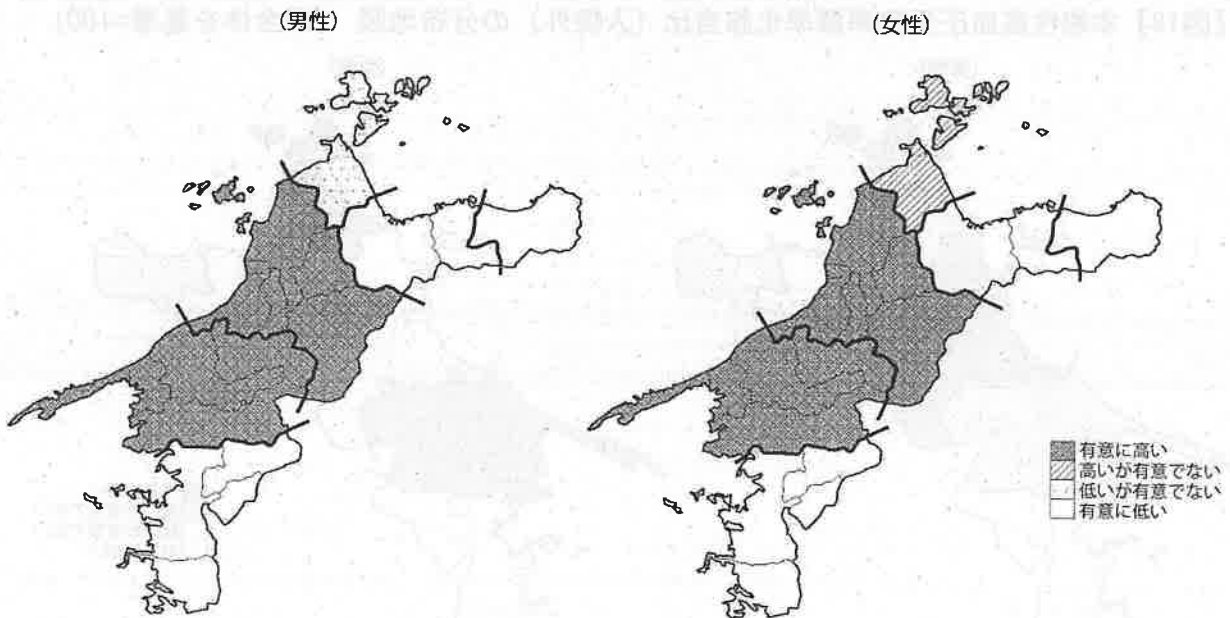 (男性)
(女性)
有意に高い
高いが有意でない
低いが有意でない
有意に低い